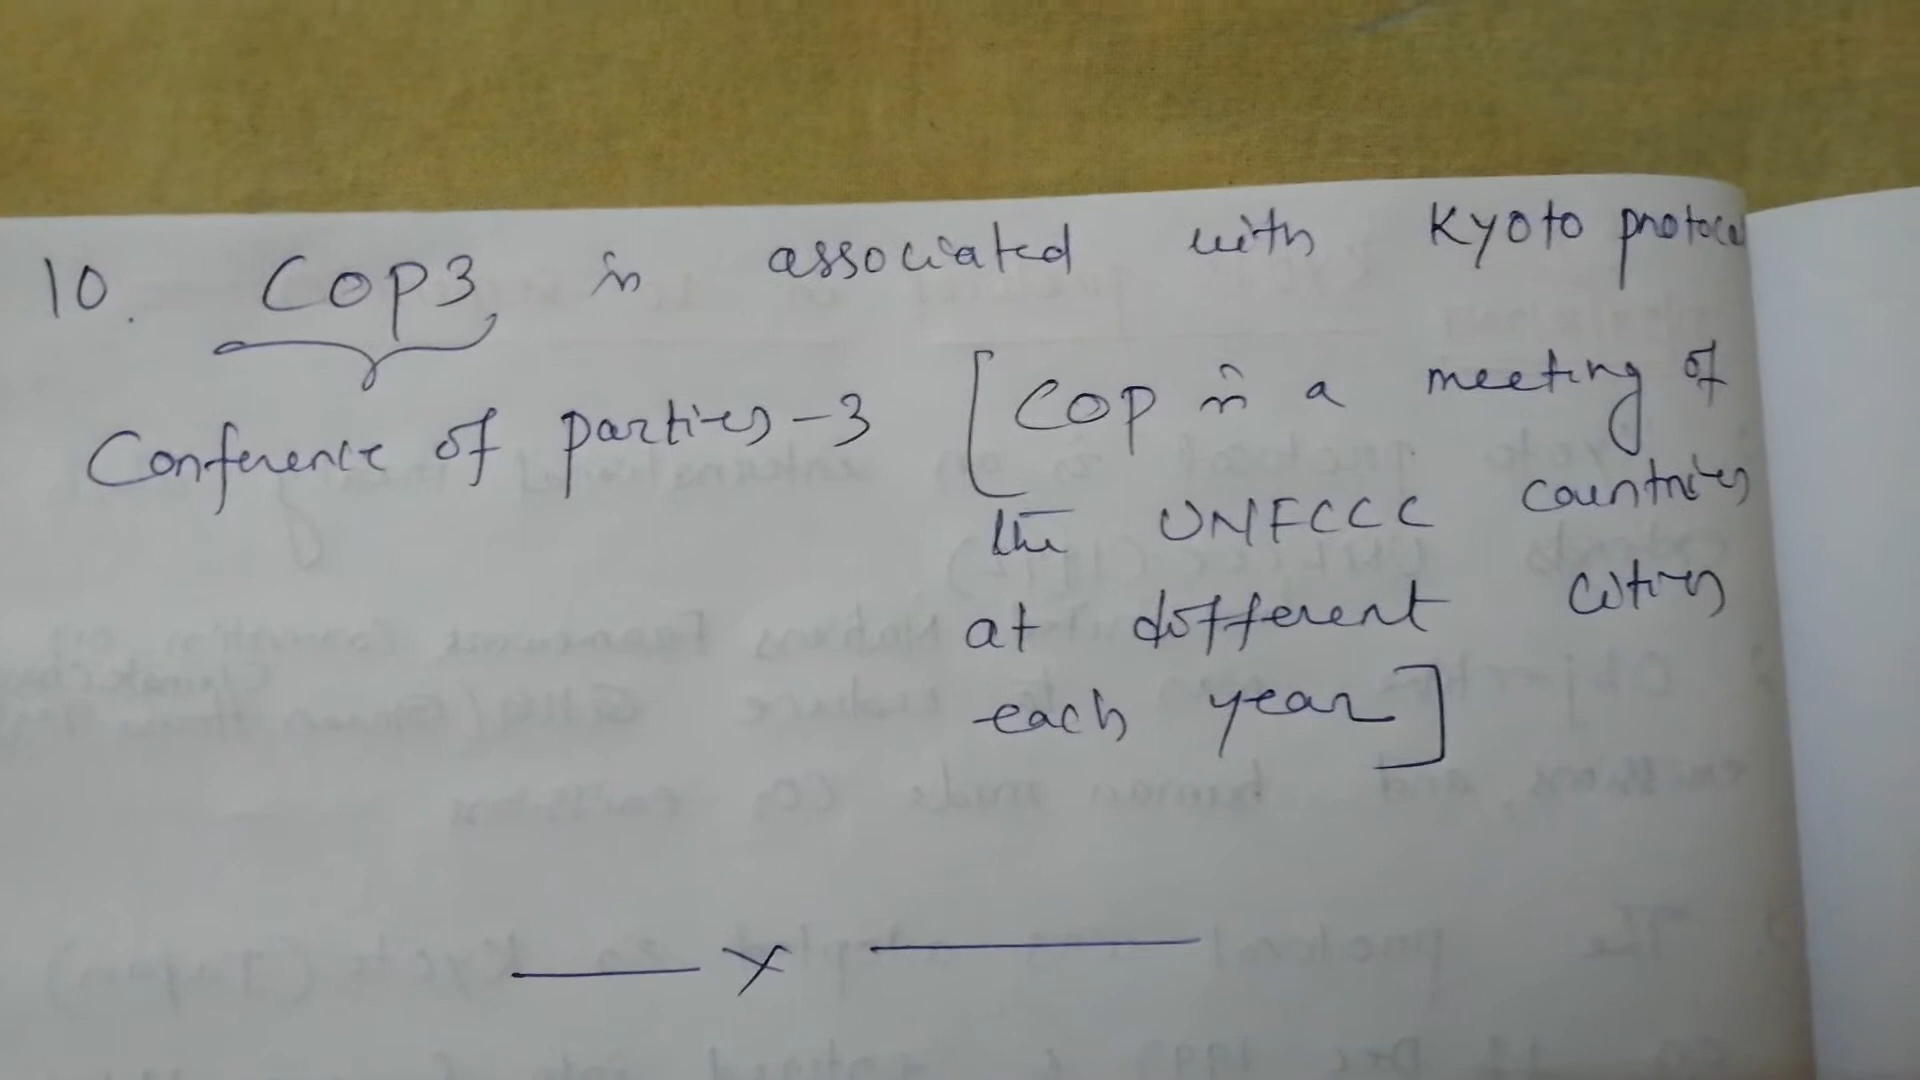 10. COP3 is associated with Kyoto protocol
Conference of parties-3 [COP is a meeting of
the UNFCCC countries
at different cities
each year]
x